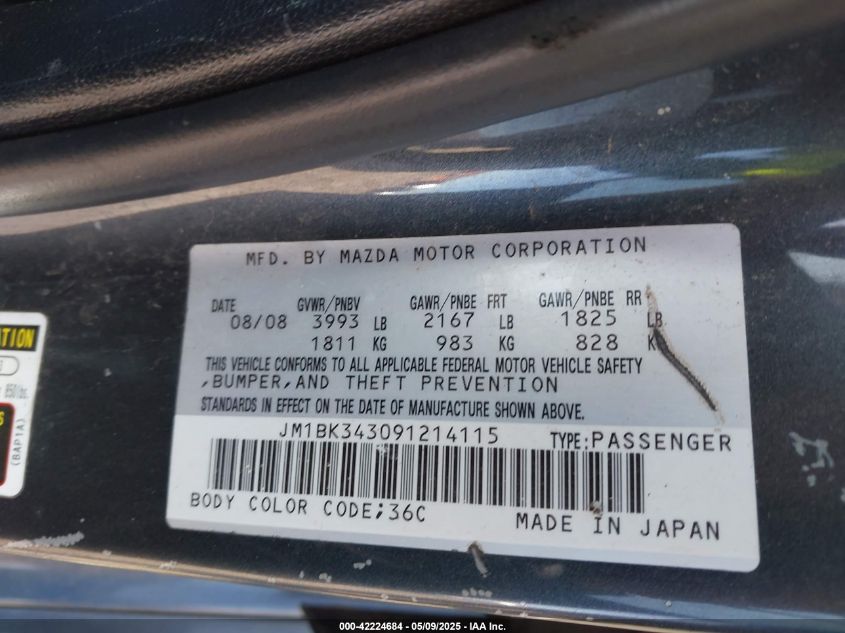 MFD. BY MAZDA MOTOR CORPORATION
DATE GVWR/PNBV GAWR/PNBE FRT GAWR/PNBE RR
08/08 3993 LB 2167 LB 1825 LB
1811 KG 983 KG 828
THIS VEHICLE CONFORMS TO ALL APPLICABLE FEDERAL MOTOR VEHICLE SAFETY
,BUMPER,AND THEFT PREVENTION
STANDARDS IN EFFECT ON THE DATE OF MANUFACTURE SHOWN ABOVE.
JM1BK343091214115 TYPE:PASSENGER
BODY COLOR CODE;36C
MADE IN JAPAN
(BAP1A)
000-42224684 - 05/09/2025 - IAA Inc.